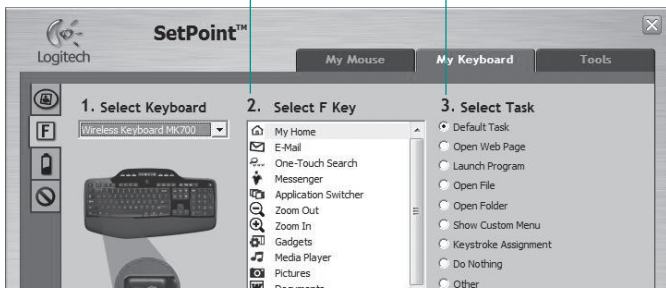 Logitech
SetPoint™
My Mouse
My Keyboard
Tools
1. Select Keyboard
Wireless Keyboard MK700
2. Select F Key
My Home
E-Mail
One-Touch Search
Messenger
Application Switcher
Zoom Out
Zoom In
Gadgets
Media Player
Pictures
Documents
3. Select Task
Default Task
Open Web Page
Launch Program
Open File
Open Folder
Show Custom Menu
Keystroke Assignment
Do Nothing
Other
F